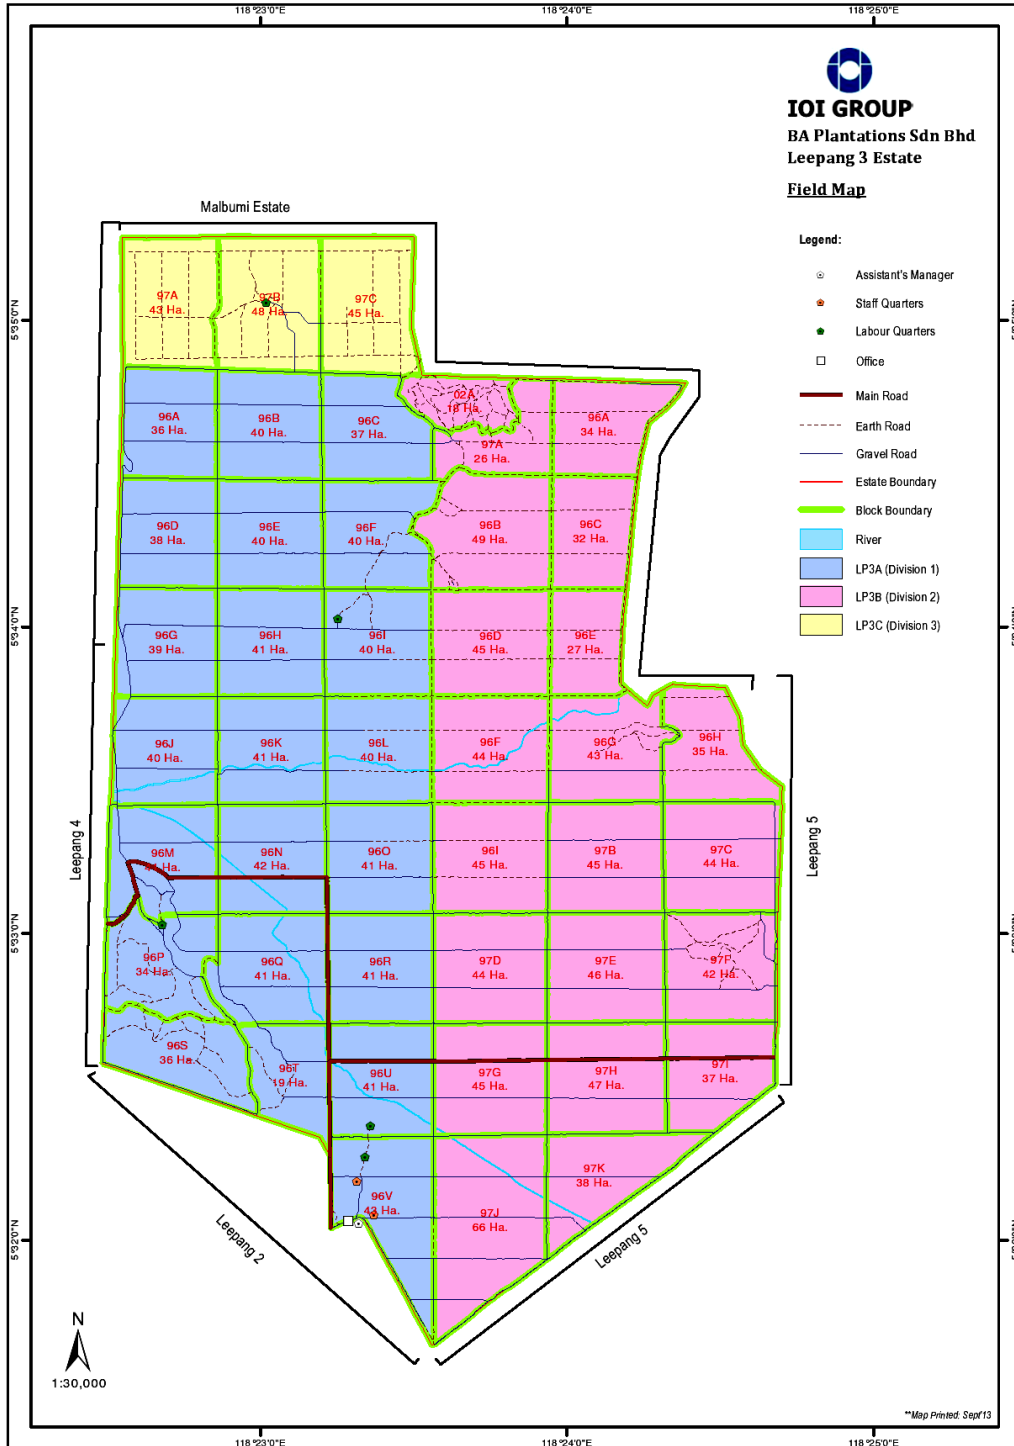 118°23'0"E
118°24'0"E
118°25'0"E
IOI GROUP
BA Plantations Sdn Bhd
Leepang 3 Estate
Field Map
Legend:
Assistant's Manager
Staff Quarters
Labour Quarters
Office
Main Road
Earth Road
Gravel Road
Estate Boundary
Block Boundary
River
LP3A (Division 1)
LP3B (Division 2)
LP3C (Division 3)
Malbumi Estate
5°35'0"N
5°34'0"N
5°33'0"N
5°32'0"N
97A
43 Ha.
97B
48 Ha.
97C
45 Ha.
96A
36 Ha.
96B
40 Ha.
96C
37 Ha.
02A
18 Ha.
97A
26 Ha.
96A
34 Ha.
96D
38 Ha.
96E
40 Ha.
96F
40 Ha.
96B
49 Ha.
96C
32 Ha.
96G
39 Ha.
96H
41 Ha.
96I
40 Ha.
96D
45 Ha.
96E
27 Ha.
96J
40 Ha.
96K
41 Ha.
96L
40 Ha.
96F
44 Ha.
96G
43 Ha.
96H
35 Ha.
96M
Ha.
96N
42 Ha.
96O
41 Ha.
96I
45 Ha.
97B
45 Ha.
97C
44 Ha.
96P
34 Ha.
96Q
41 Ha.
96R
41 Ha.
97D
44 Ha.
97E
46 Ha.
97F
42 Ha.
96S
36 Ha.
96T
19 Ha.
96U
41 Ha.
97G
45 Ha.
97H
47 Ha.
97I
37 Ha.
96V
43 Ha.
97J
66 Ha.
97K
38 Ha.
Leepang 4
Leepang 5
Leepang 2
Leepang 5
N
1:30,000
**Map Printed: Sept'13
118°23'0"E
118°24'0"E
118°25'0"E